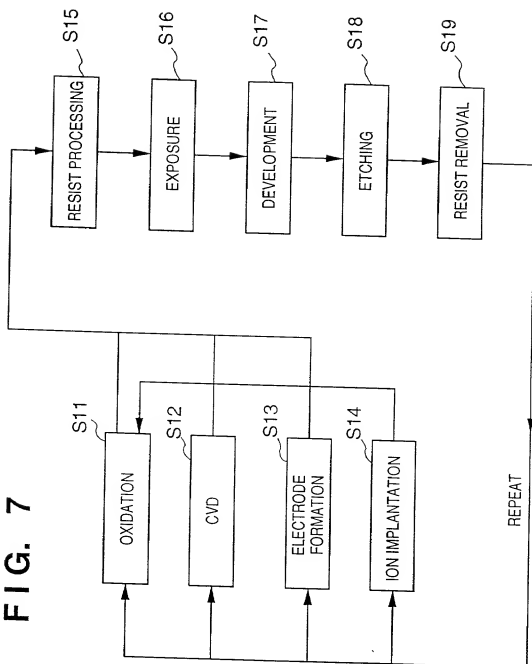 FIG. 7
S11
OXIDATION
S12
CVD
S13
ELECTRODE
FORMATION
S14
ION IMPLANTATION
S15
RESIST PROCESSING
S16
EXPOSURE
S17
DEVELOPMENT
S18
ETCHING
S19
RESIST REMOVAL
REPEAT